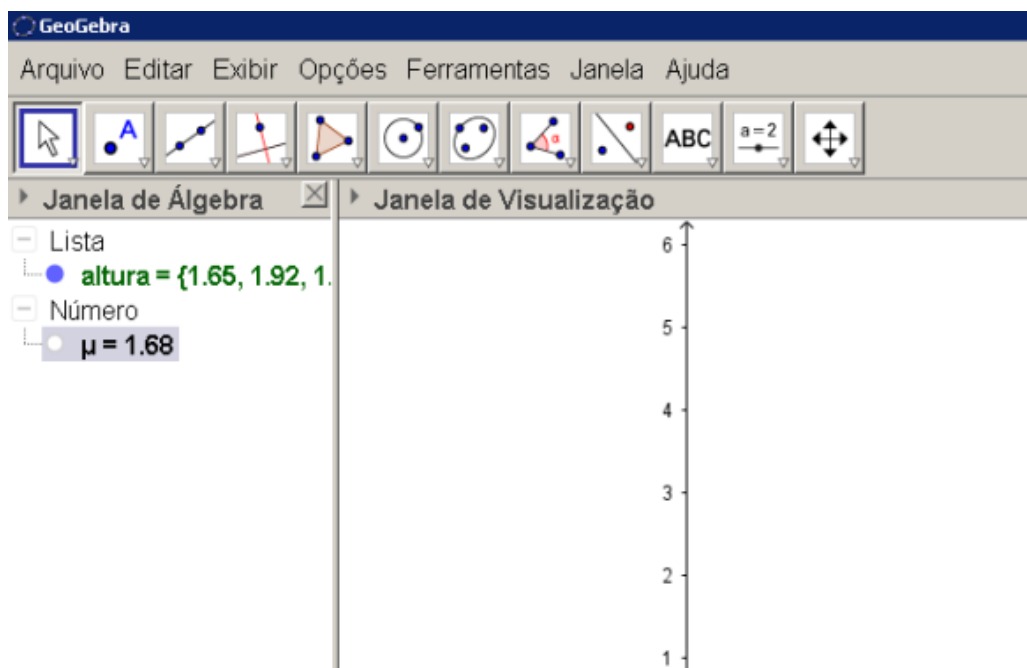 GeoGebra
Arquivo Editar Exibir Opções Ferramentas Janela Ajuda
A
α
ABC
a=2
Janela de Álgebra
Janela de Visualização
Lista
altura = {1.65, 1.92, 1.
Número
µ = 1.68
6
5
4
3
2
1